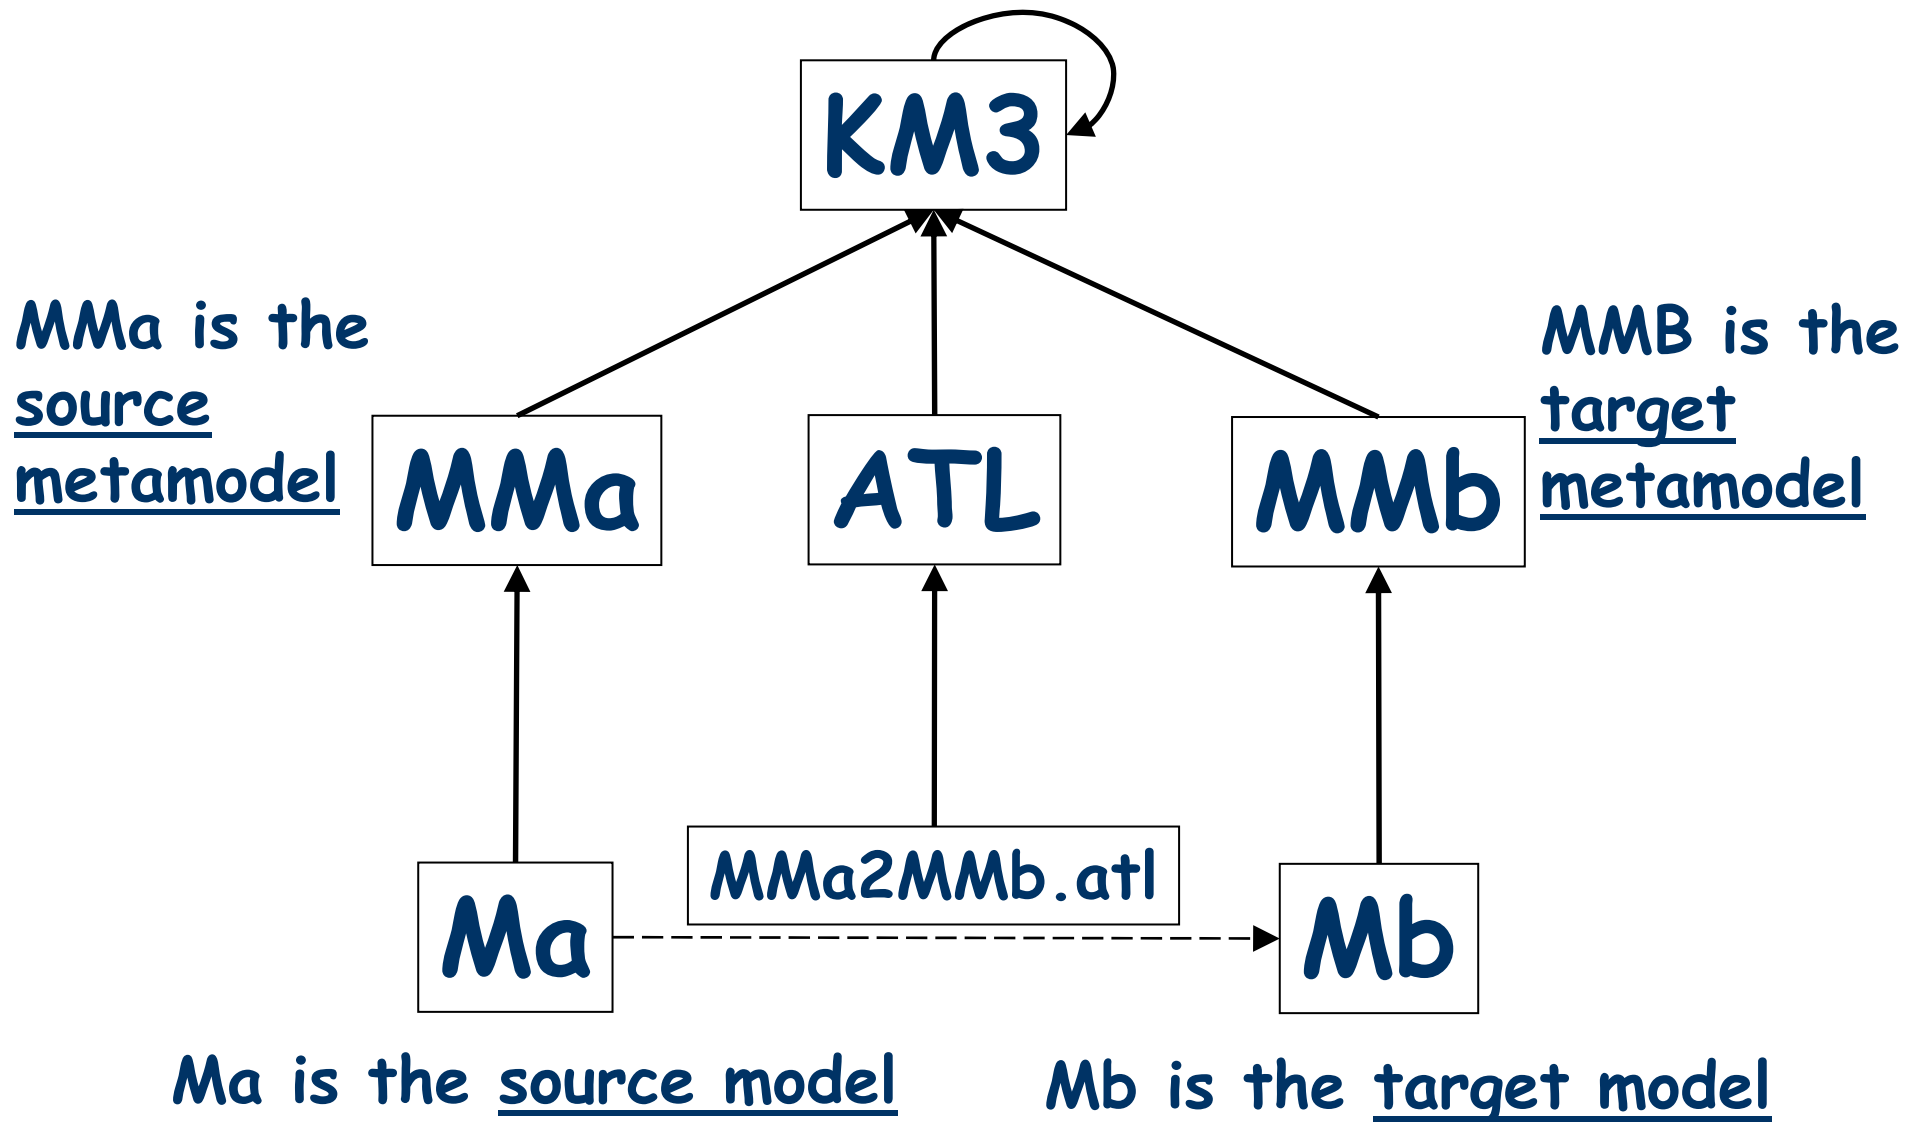 KM3
MMa is the
source
metamodel
MMB is the
target
metamodel
MMa
ATL
MMb
MMa2MMb.atl
Ma
Mb
Ma is the source model
Mb is the target model